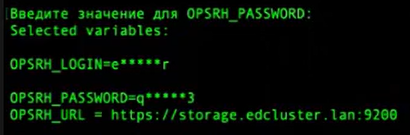 Введите значение для OPSRH_PASSWORD:
Selected variables:
OPSRH_LOGIN=e*****r
OPSRH_PASSWORD=q*****3
OPSRH_URL = https://storage.edcluster.lan:9200